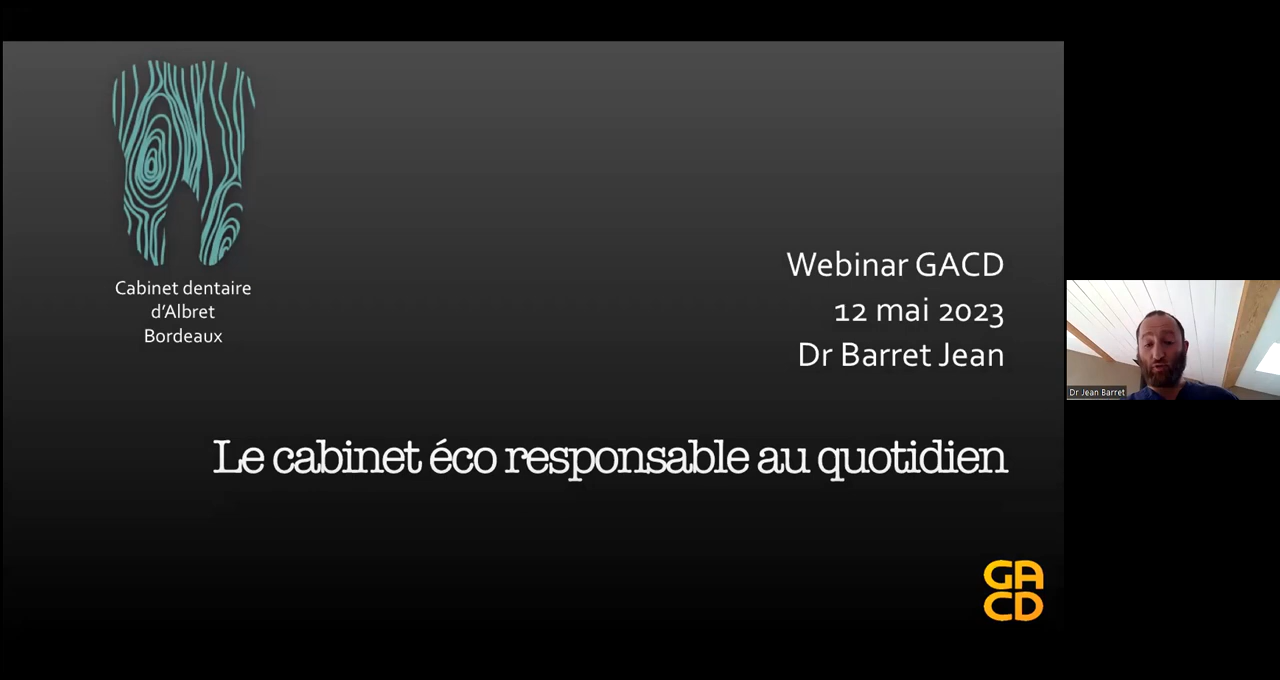 Cabinet dentaire
d'Albret
Bordeaux
Webinar GACD
12 mai 2023
Dr Barret Jean
Le cabinet éco responsable au quotidien
GA
CD
Dr Jean Barret